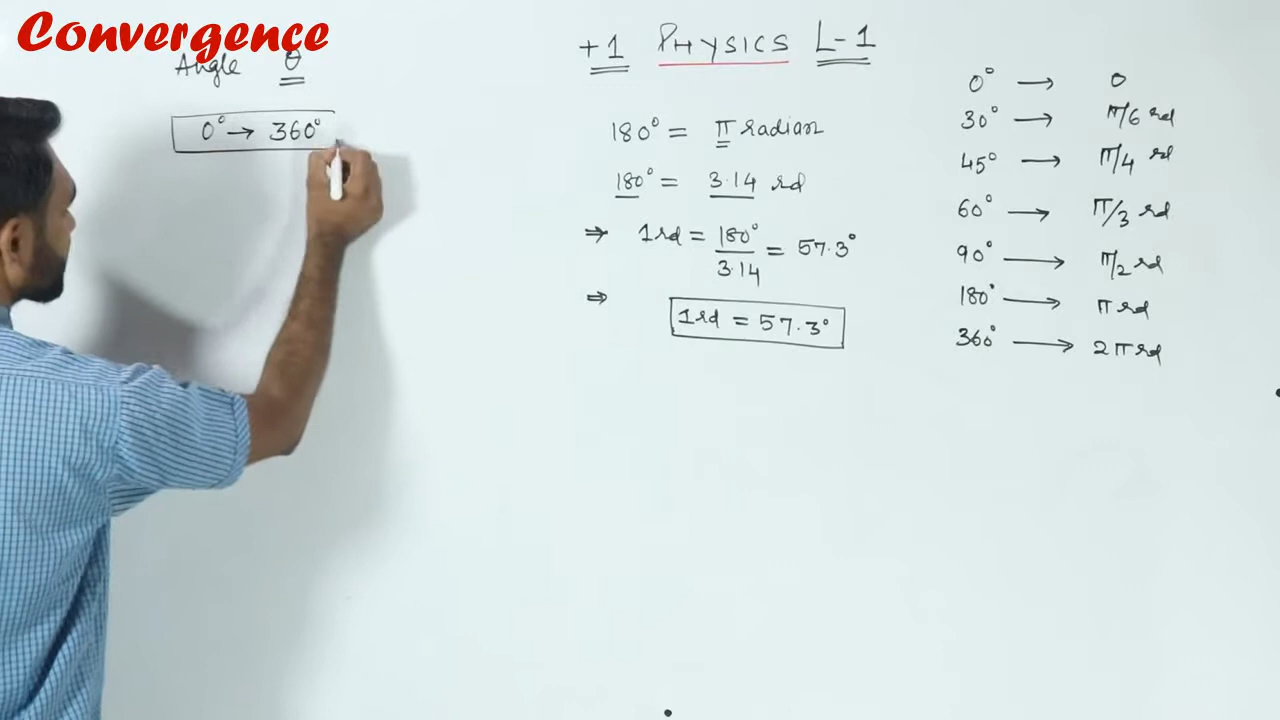 Convergence
Angle θ
0° → 360°
+1 PHYSICS L-1
180° = π radian
180° = 3.14 rd
⇒ 1rd = 180°/3.14 = 57.3°
⇒ 1rd = 57.3°
0° → 0
30° → π/6 rd
45° → π/4 rd
60° → π/3 rd
90° → π/2 rd
180° → π rd
360° → 2π rd